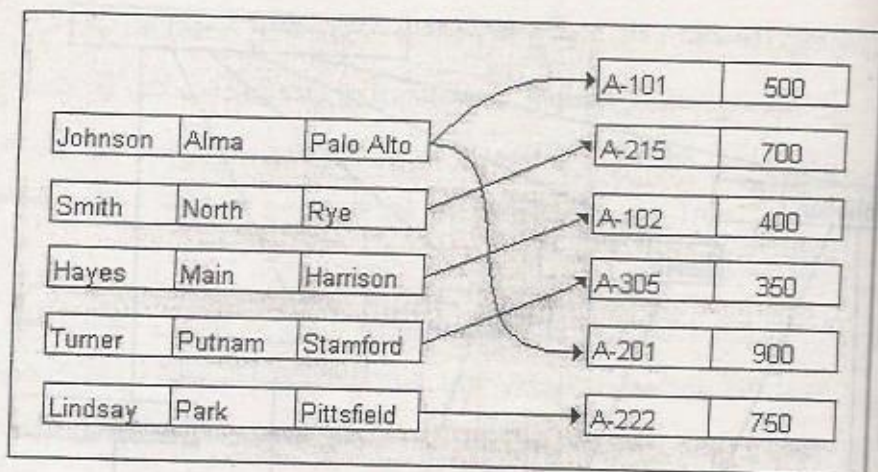 A-101 500
Johnson Alma Palo Alto
A-215 700
Smith North Rye
A-102 400
Hayes Main Harrison
A-305 350
Turner Putnam Stamford
A-201 900
Lindsay Park Pittsfield
A-222 750